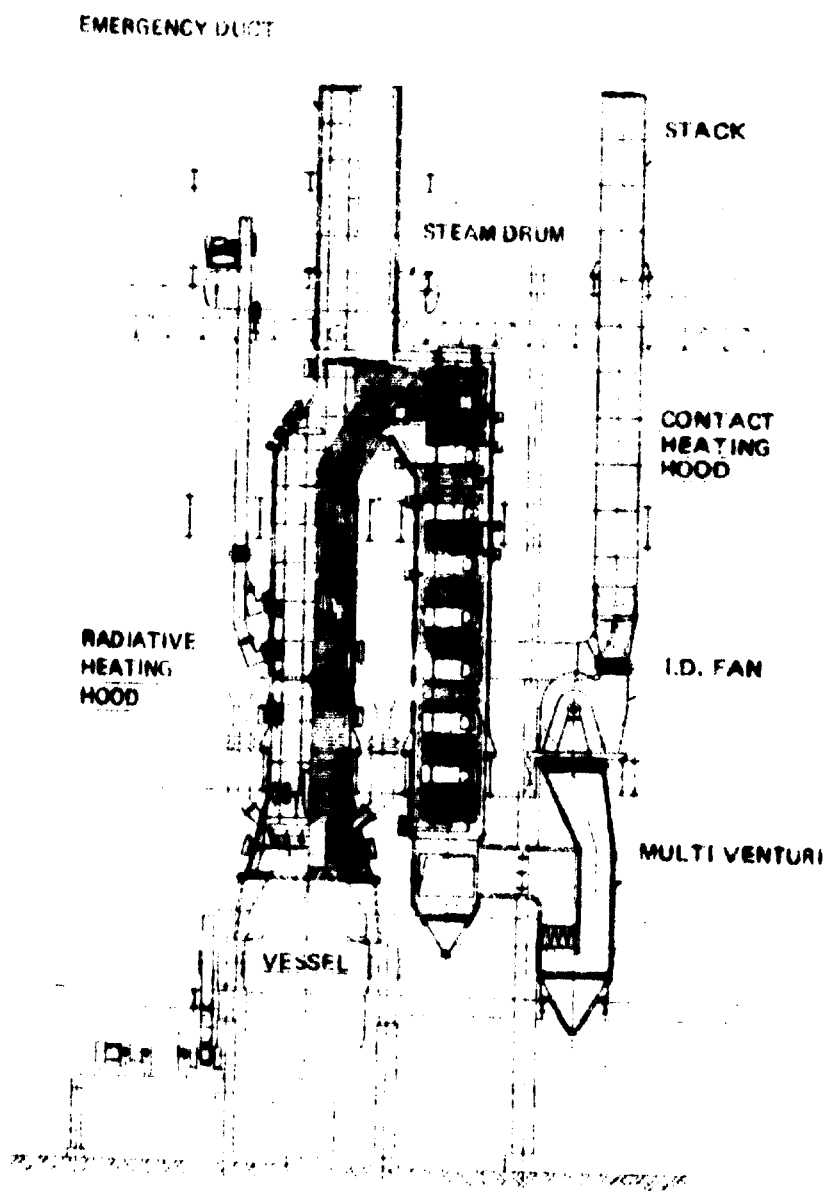 EMERGENCY DUCT
STACK
STEAM DRUM
CONTACT
HEATING
HOOD
RADIATIVE
HEATING
HOOD
I.D. FAN
MULTI VENTURI
VESSEL